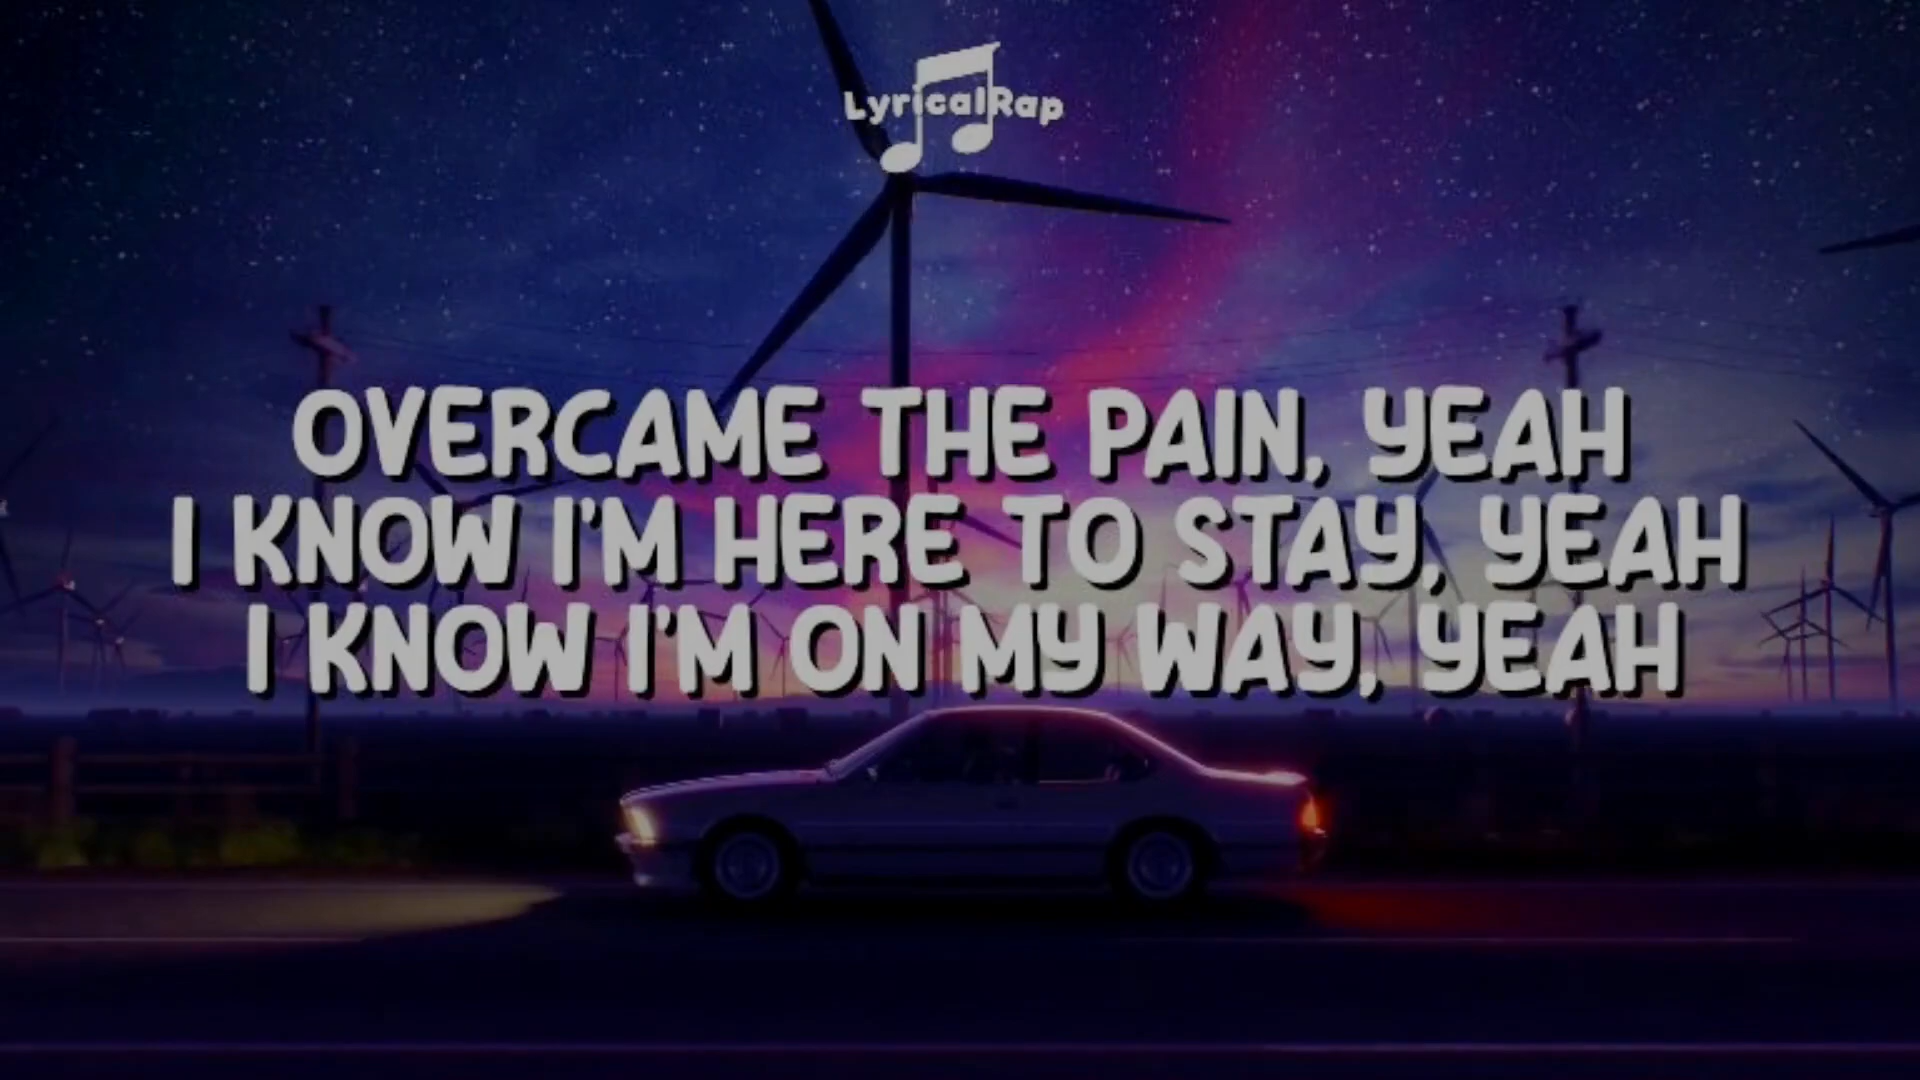 LyricalRap
OVERCAME THE PAIN, YEAH
I KNOW I'M HERE TO STAY, YEAH
I KNOW I'M ON MY WAY, YEAH